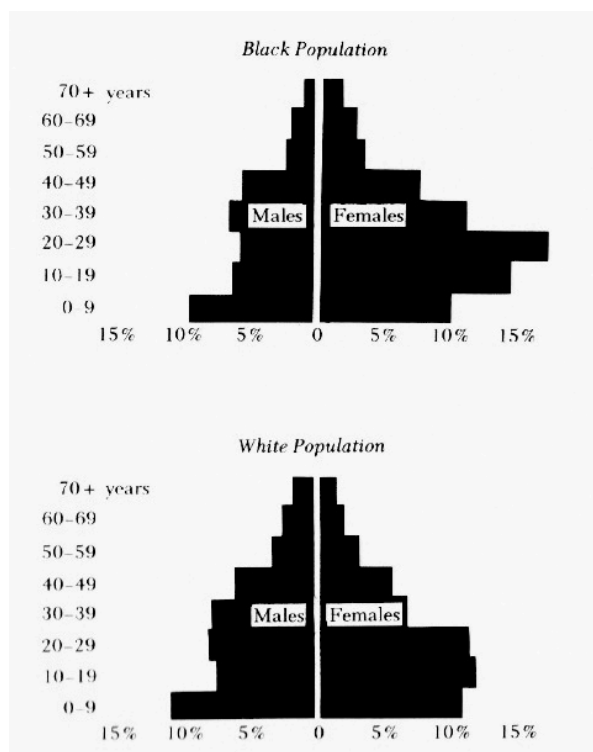 Black Population
70+ years
60–69
50–59
40–49
30–39 Males Females
20–29
10–19
0–9
15% 10% 5% 0 5% 10% 15%
White Population
70+ years
60–69
50–59
40–49
30–39 Males Females
20–29
10–19
0–9
15% 10% 5% 0 5% 10% 15%